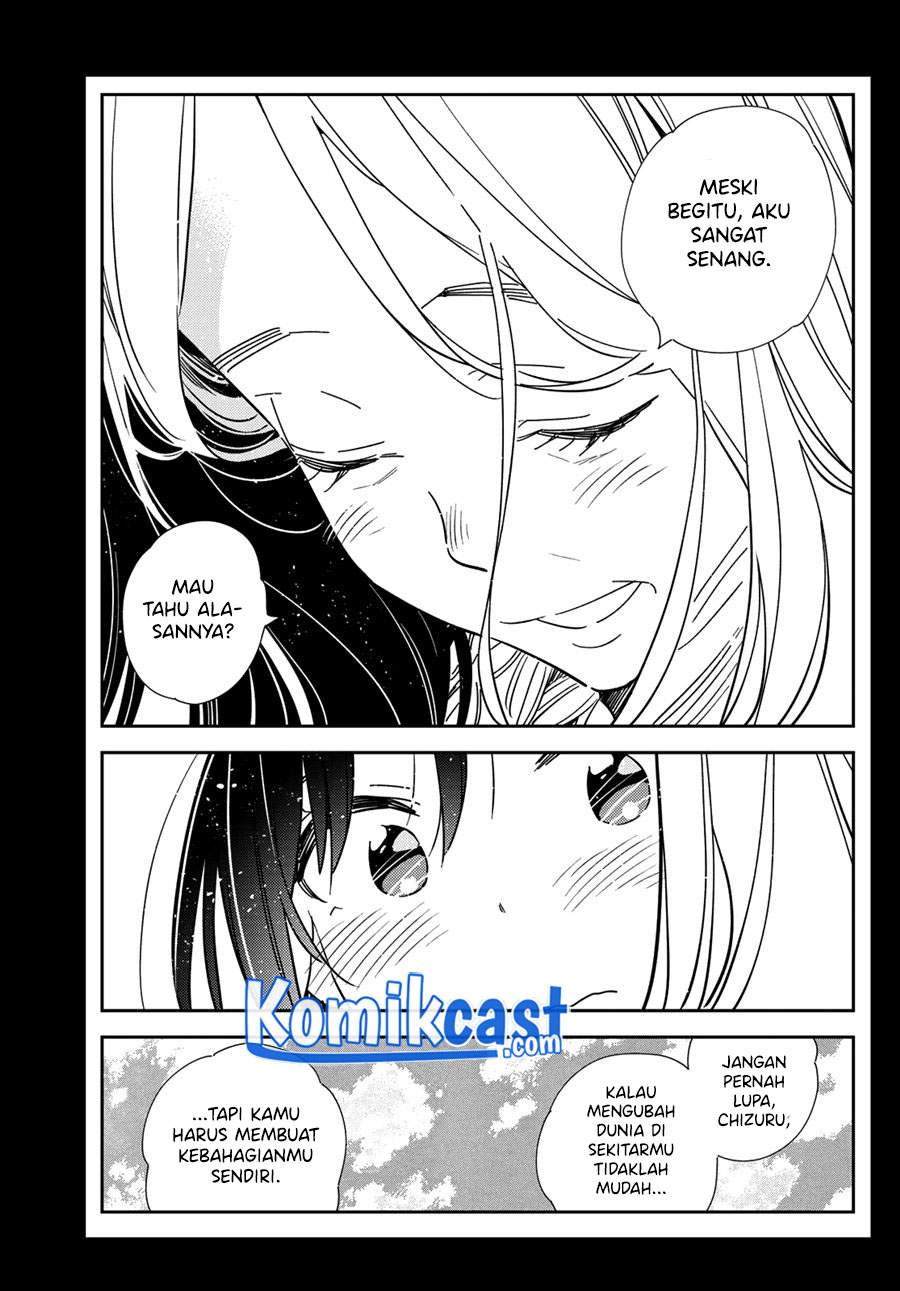 MESKI
BEGITU, AKU
SANGAT
SENANG.
MAU
TAHU ALA-
SANNYA?
JANGAN
PERNAH
LUPA,
CHIZURU,
KALAU
MENGUBAH
DUNIA DI
SEKITARMU
TIDAKLAH
MUDAH...
...TAPI KAMU
HARUS MEMBUAT
KEBAHAGIANMU
SENDIRI.
Komikcast
.com